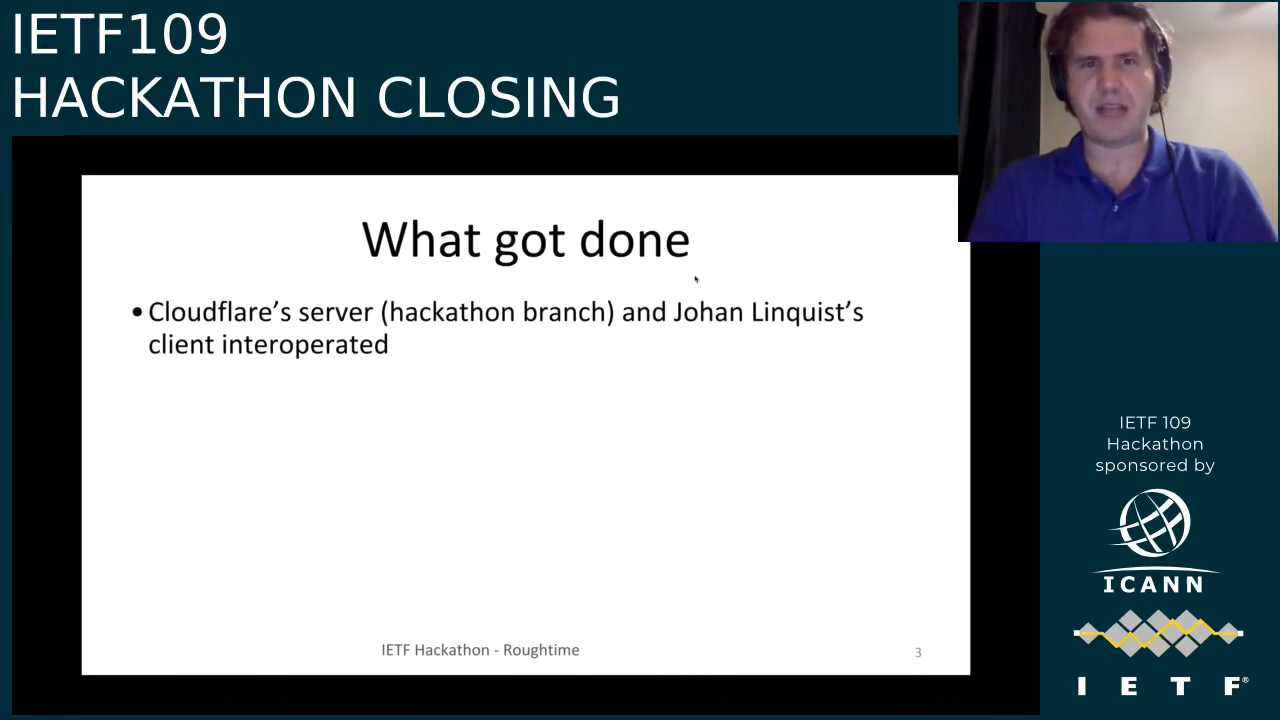 IETF109
HACKATHON CLOSING
What got done
• Cloudflare's server (hackathon branch) and Johan Linquist's
client interoperated
IETF Hackathon - Roughtime
3
IETF 109
Hackathon
sponsored by
ICANN
IETF®